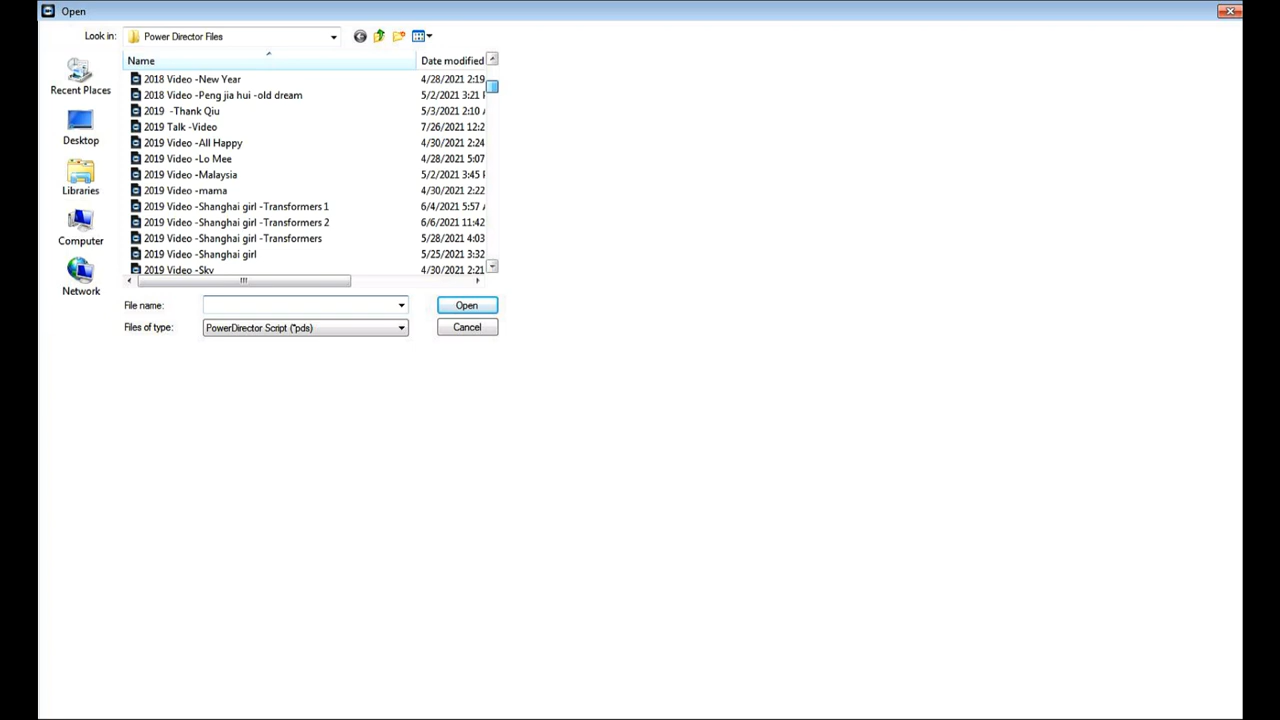 Open
Look in: Power Director Files
Name Date modified
Recent Places
Desktop
Libraries
Computer
Network
2018 Video -New Year 4/28/2021 2:19
2018 Video -Peng jia hui -old dream 5/2/2021 3:21
2019 -Thank Qiu 5/3/2021 2:10
2019 Talk -Video 7/26/2021 12:2
2019 Video -All Happy 4/30/2021 2:24
2019 Video -Lo Mee 4/28/2021 5:07
2019 Video -Malaysia 5/2/2021 3:45
2019 Video -mama 4/30/2021 2:22
2019 Video -Shanghai girl -Transformers 1 6/4/2021 5:57
2019 Video -Shanghai girl -Transformers 2 6/6/2021 11:42
2019 Video -Shanghai girl -Transformers 5/28/2021 4:03
2019 Video -Shanghai girl 5/25/2021 3:32
2019 Video -Sky 4/30/2021 2:21
File name: Open
Files of type: PowerDirector Script (*pds) Cancel